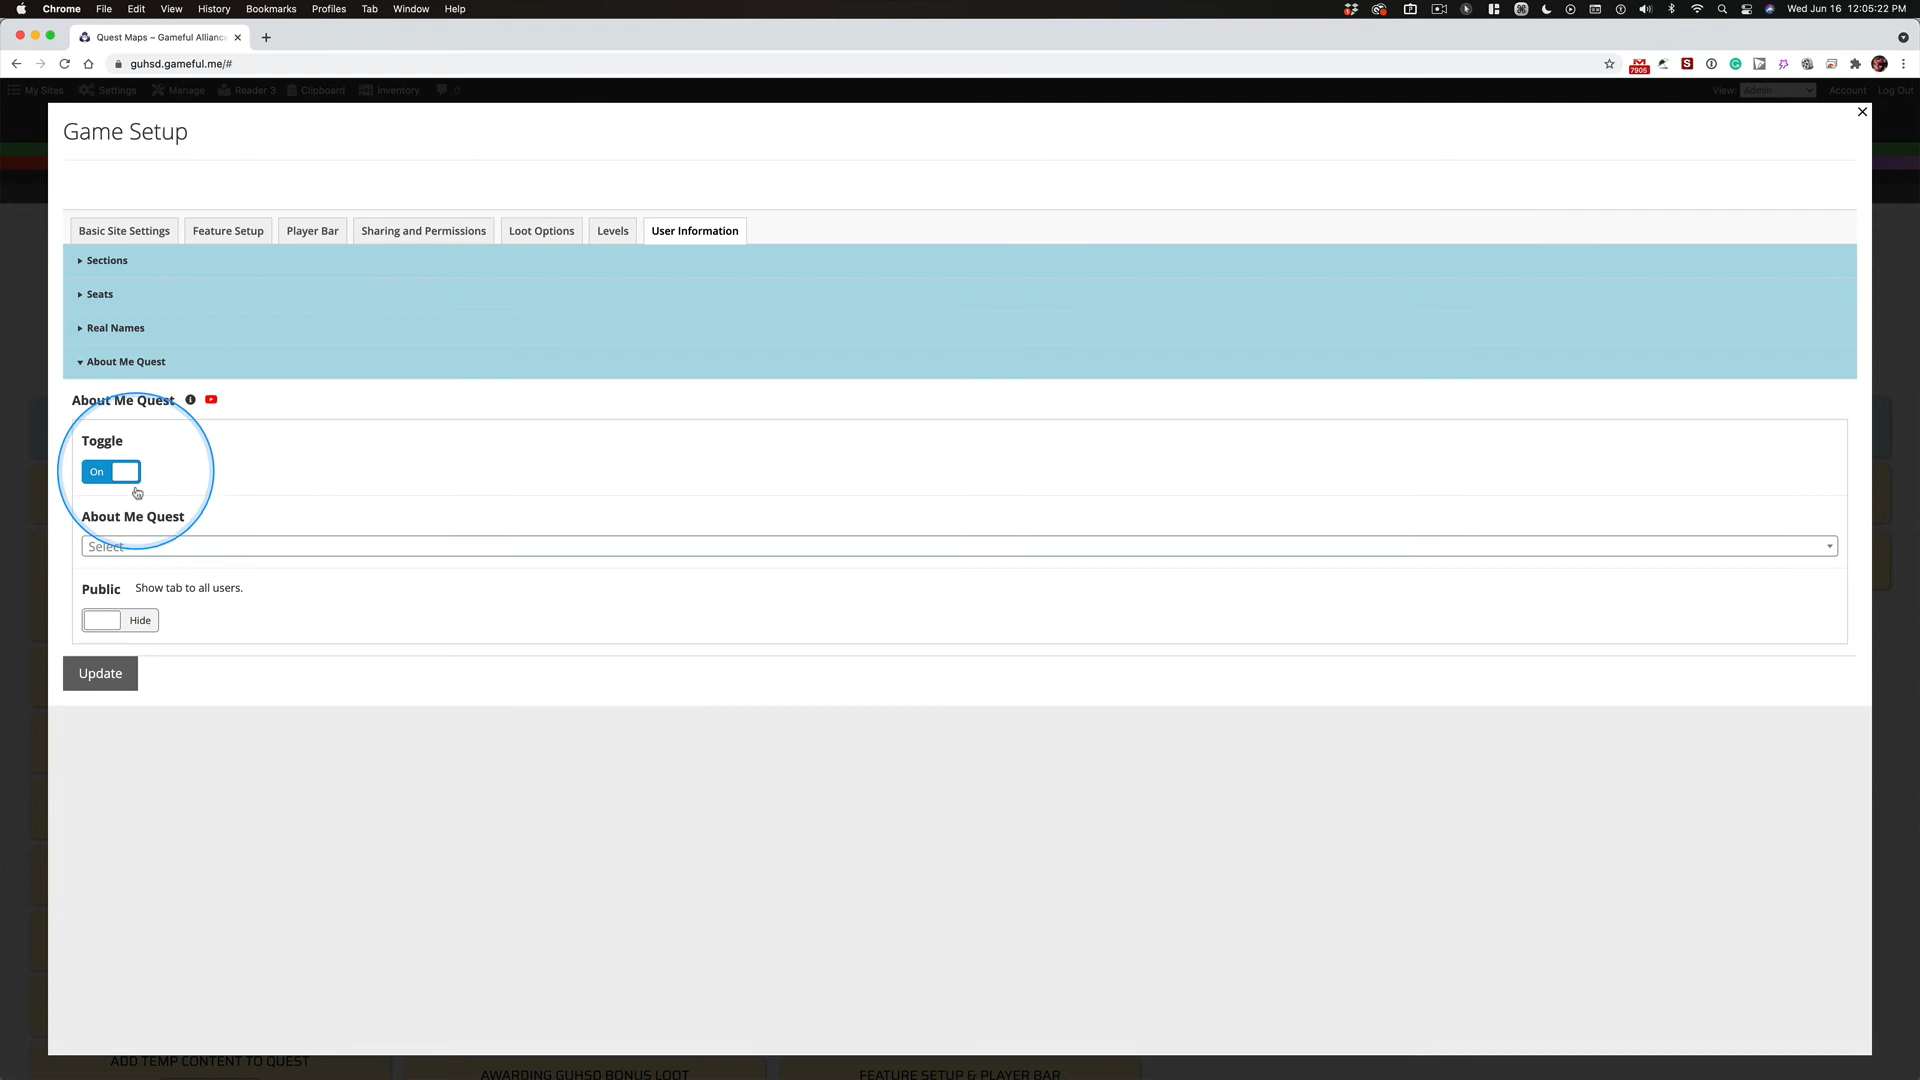 Chrome File Edit View History Bookmarks Profiles Tab Window Help
Wed Jun 16 12:05:22 PM
Quest Maps – Gameful Alliance
guhsd.gameful.me/#
7905
My Sites Settings Manage Reader 3 Clipboard Inventory 0
View: Admin Account Log Out
Game Setup
Basic Site Settings Feature Setup Player Bar Sharing and Permissions Loot Options Levels User Information
Sections
Seats
Real Names
About Me Quest
About Me Quest
Toggle
On
About Me Quest
Select
Public Show tab to all users.
Hide
Update
ADD TEMP CONTENT TO QUEST
AWARDING GUHSD BONUS LOOT
FEATURE SETUP & PLAYER BAR